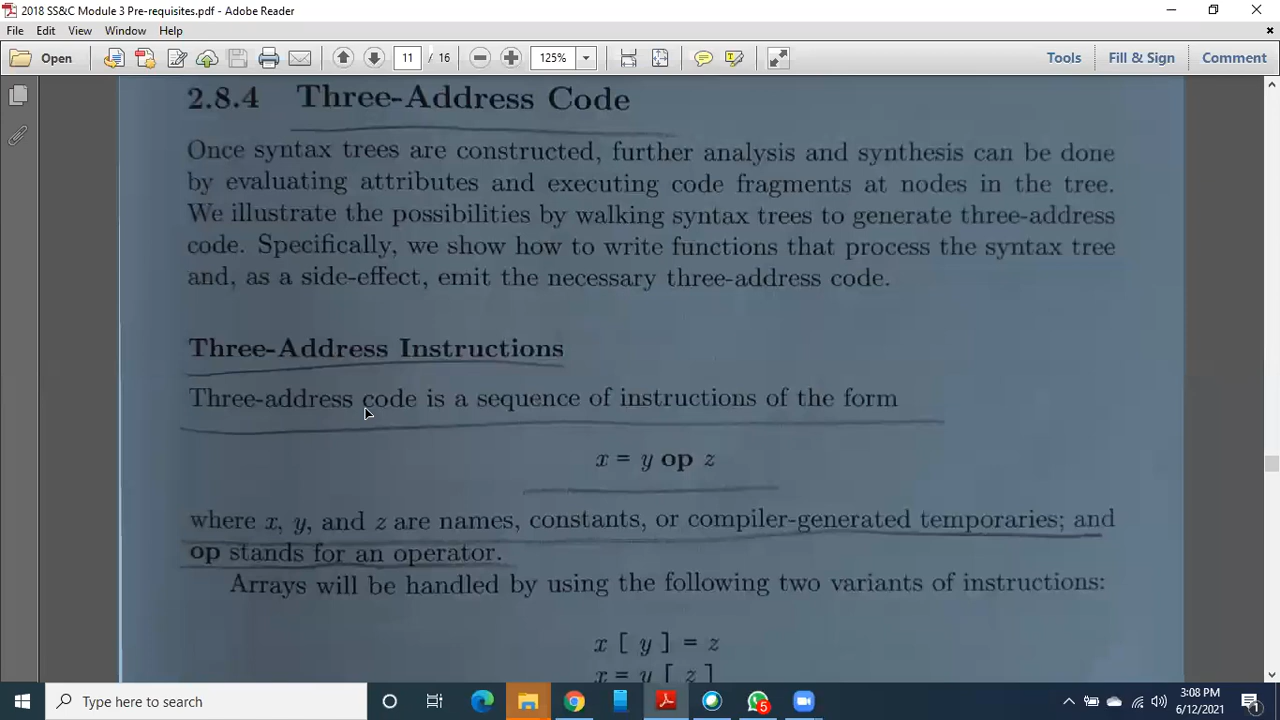 2018 SS&C Module 3 Pre-requisites.pdf - Adobe Reader
File Edit View Window Help
Open 11 / 16 125% Tools Fill & Sign Comment
2.8.4 Three-Address Code
Once syntax trees are constructed, further analysis and synthesis can be done
by evaluating attributes and executing code fragments at nodes in the tree.
We illustrate the possibilities by walking syntax trees to generate three-address
code. Specifically, we show how to write functions that process the syntax tree
and, as a side-effect, emit the necessary three-address code.
Three-Address Instructions
Three-address code is a sequence of instructions of the form
x = y op z
where x, y, and z are names, constants, or compiler-generated temporaries; and
op stands for an operator.
Arrays will be handled by using the following two variants of instructions:
x [ y ] = z
x = y [ z ]
Type here to search
5
3:08 PM
6/12/2021
1